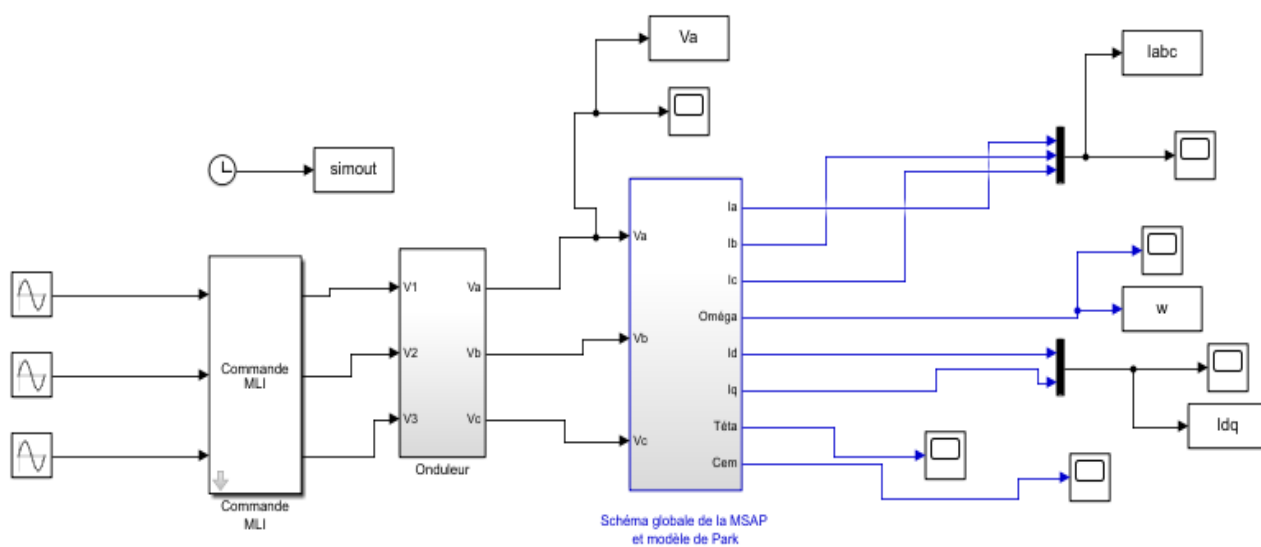 Va
Iabc
simout
Commande
MLI
Commande
MLI
V1
V2
V3
Va
Vb
Vc
Onduleur
Va
Vb
Vc
Ia
Ib
Ic
Oméga
Id
Iq
Téta
Cem
Schéma globale de la MSAP
et modèle de Park
w
Idq